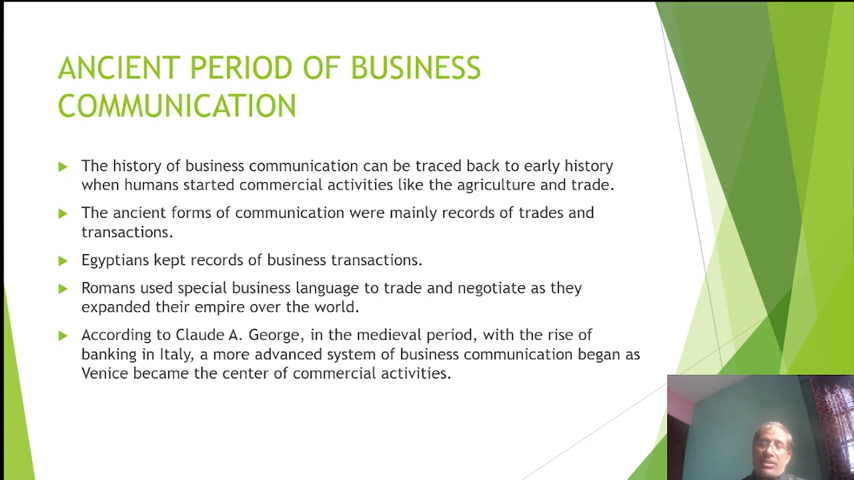 ANCIENT PERIOD OF BUSINESS
COMMUNICATION
The history of business communication can be traced back to early history
when humans started commercial activities like the agriculture and trade.
The ancient forms of communication were mainly records of trades and
transactions.
Egyptians kept records of business transactions.
Romans used special business language to trade and negotiate as they
expanded their empire over the world.
According to Claude A. George, in the medieval period, with the rise of
banking in Italy, a more advanced system of business communication began as
Venice became the center of commercial activities.